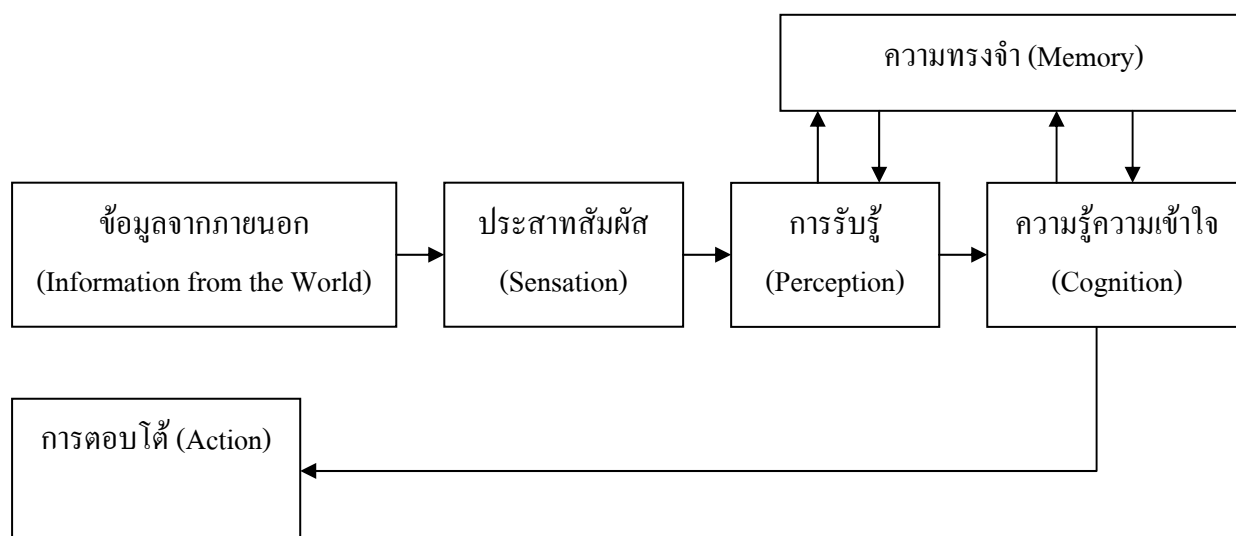 ความทรงจำ (Memory)
ข้อมูลจากภายนอก
(Information from the World)
ประสาทสัมผัส
(Sensation)
การรับรู้
(Perception)
ความรู้ความเข้าใจ
(Cognition)
การตอบโต้ (Action)